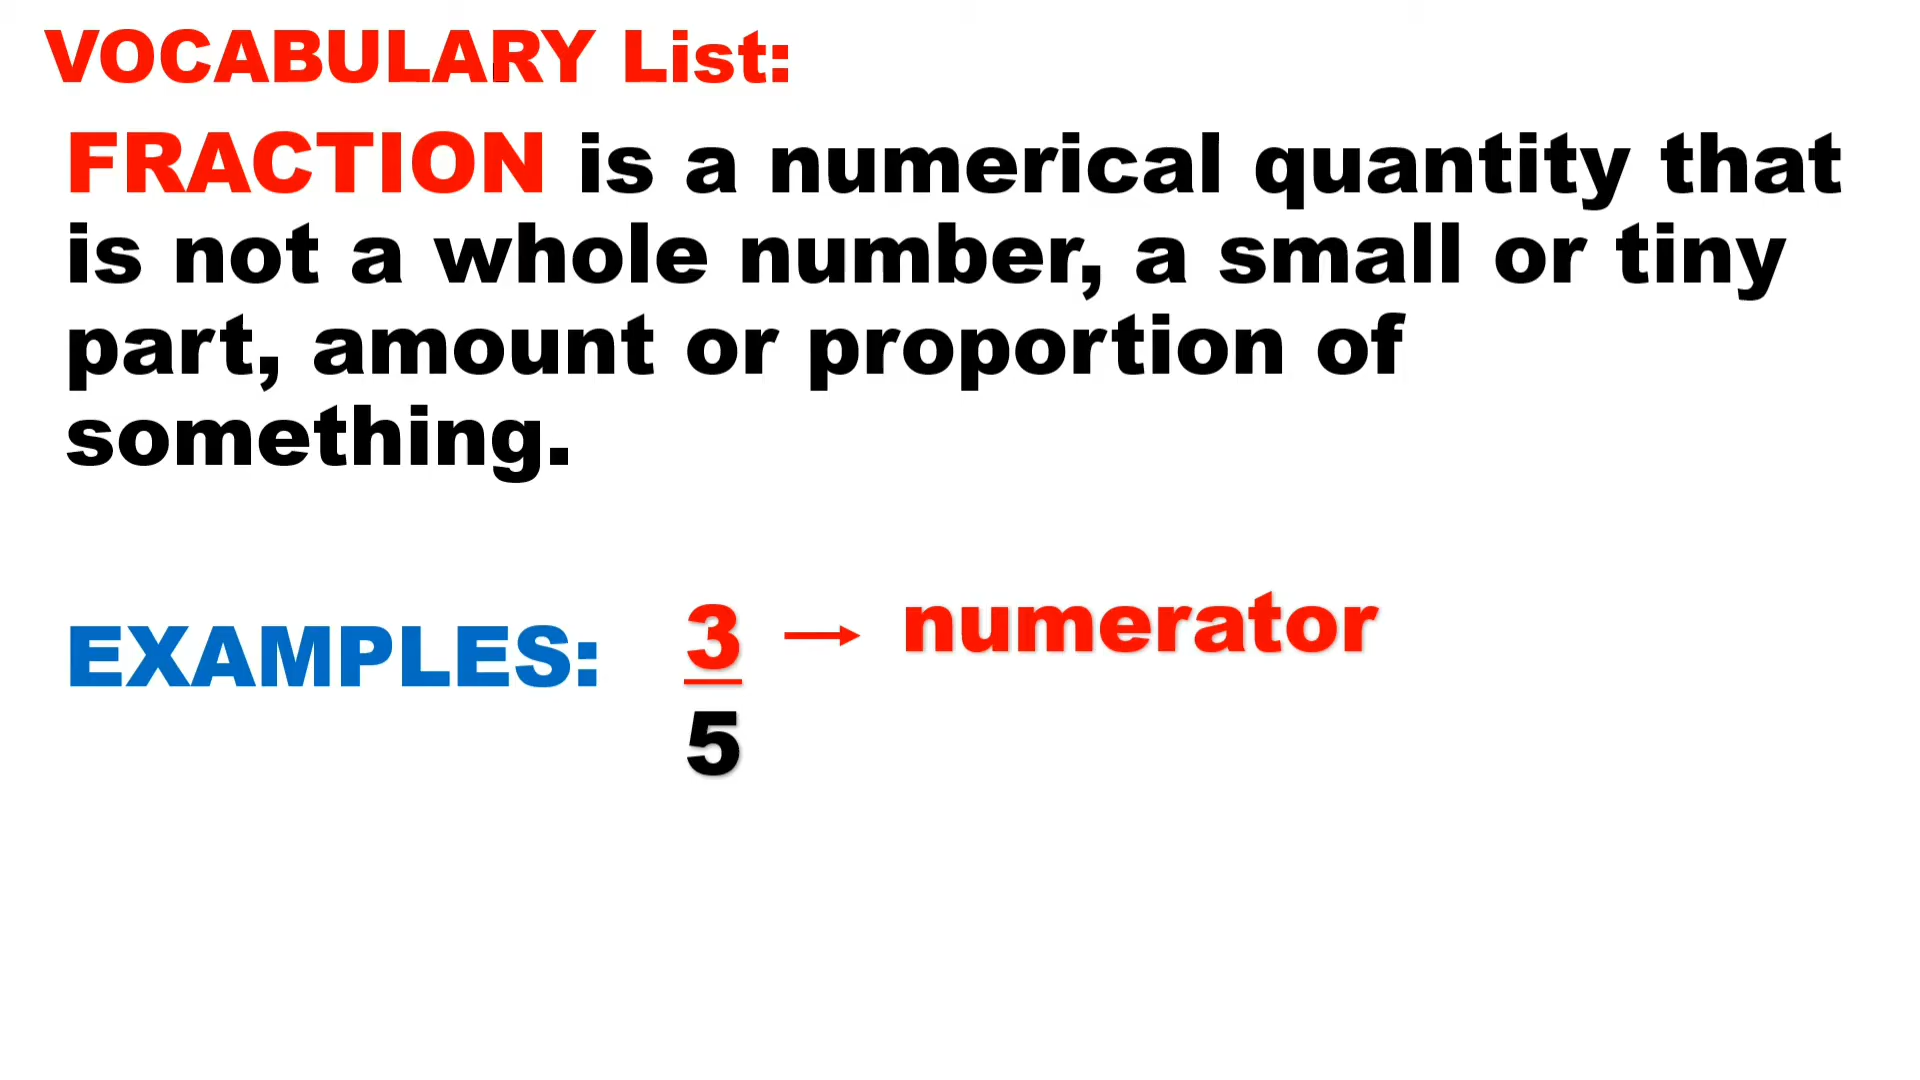 VOCABULARY List:
FRACTION is a numerical quantity that
is not a whole number, a small or tiny
part, amount or proportion of
something.
EXAMPLES:
3 → numerator
5